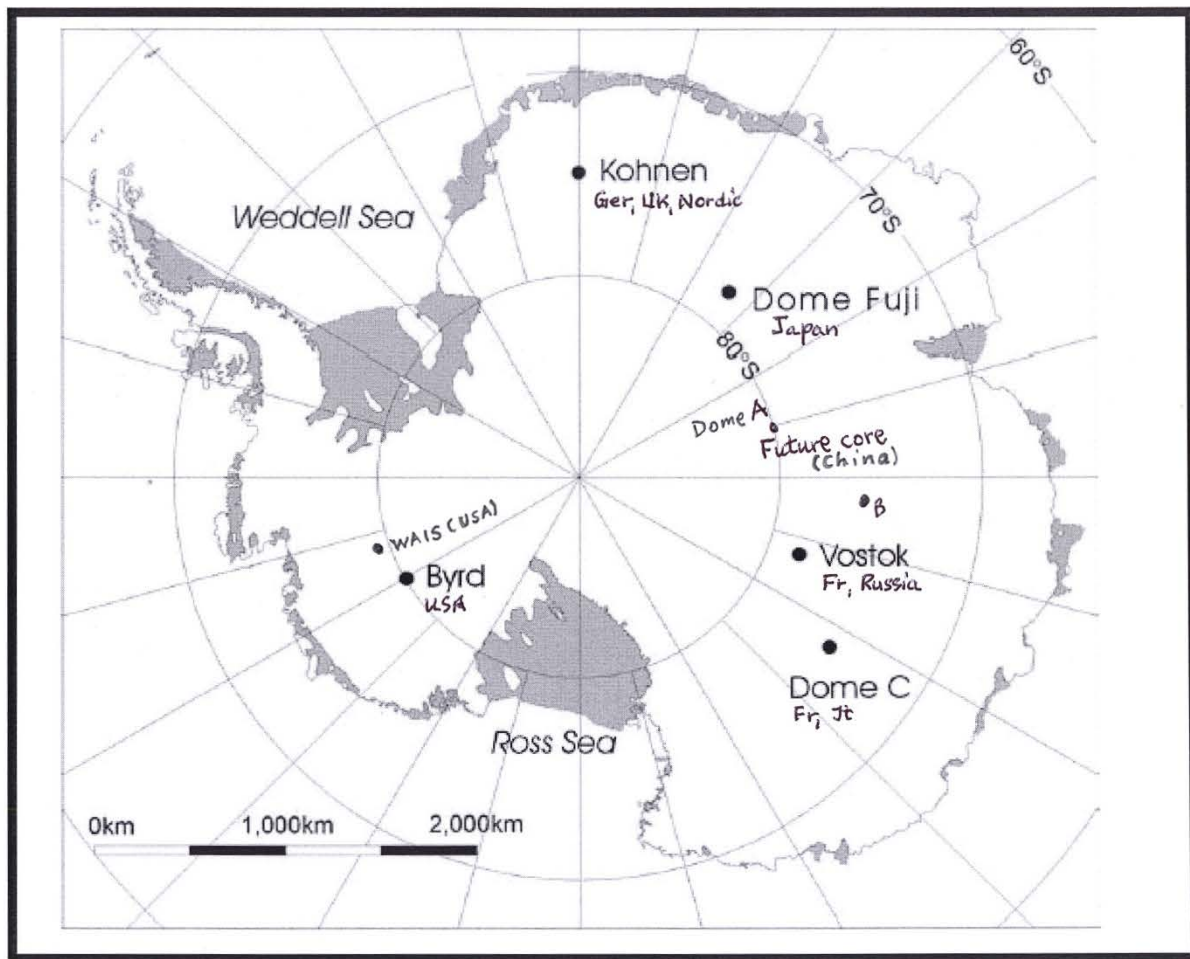 60°S
Kohnen
Ger, UK, Nordic
Weddell Sea
70°S
Dome Fuji
Japan
80°S
Dome A
Future core
(China)
B
WAIS (USA)
Vostok
Fr, Russia
Byrd
USA
Dome C
Fr, It
Ross Sea
0km 1,000km 2,000km